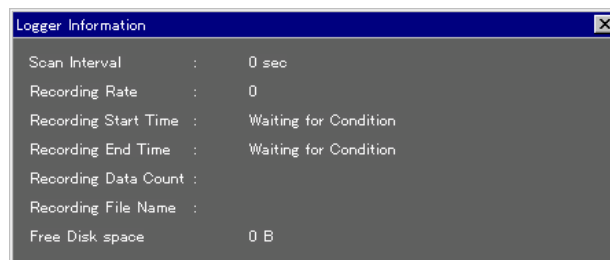 Logger Information
Scan Interval : 0 sec
Recording Rate : 0
Recording Start Time : Waiting for Condition
Recording End Time : Waiting for Condition
Recording Data Count :
Recording File Name :
Free Disk space 0 B